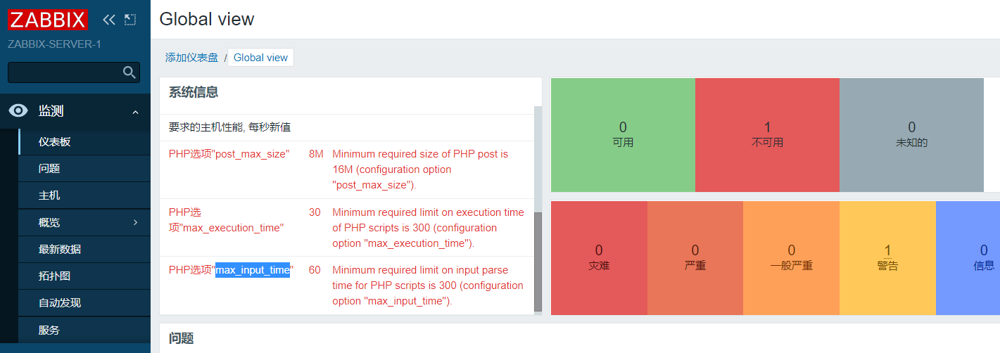 ZABBIX
ZABBIX-SERVER-1
监测
仪表板
问题
主机
概览
最新数据
拓扑图
自动发现
服务
Global view
添加仪表盘 / Global view
系统信息
要求的主机性能, 每秒新值
PHP选项"post_max_size" 8M Minimum required size of PHP post is
16M (configuration option
"post_max_size").
PHP选 30 Minimum required limit on execution time
项"max_execution_time" of PHP scripts is 300 (configuration
option "max_execution_time").
PHP选项"max_input_time" 60 Minimum required limit on input parse
time for PHP scripts is 300 (configuration
option "max_input_time").
0 1 0
可用 不可用 未知的
0 0 0 1 0
灾难 严重 一般严重 警告 信息
问题